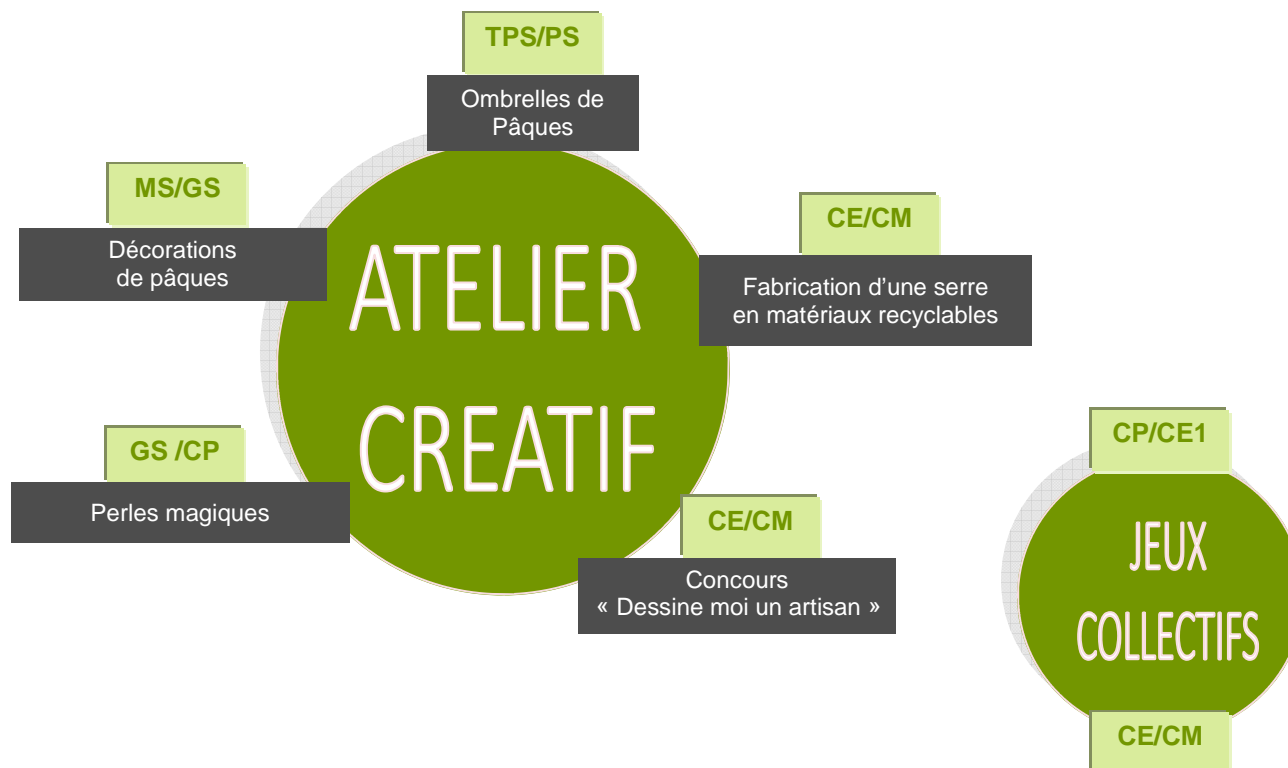 TPS/PS
Ombrelles de
Pâques
MS/GS
Décorations
de pâques
CE/CM
Fabrication d'une serre
en matériaux recyclables
ATELIER
CREATIF
GS /CP
Perles magiques
CE/CM
Concours
« Dessine moi un artisan »
CP/CE1
JEUX
COLLECTIFS
CE/CM